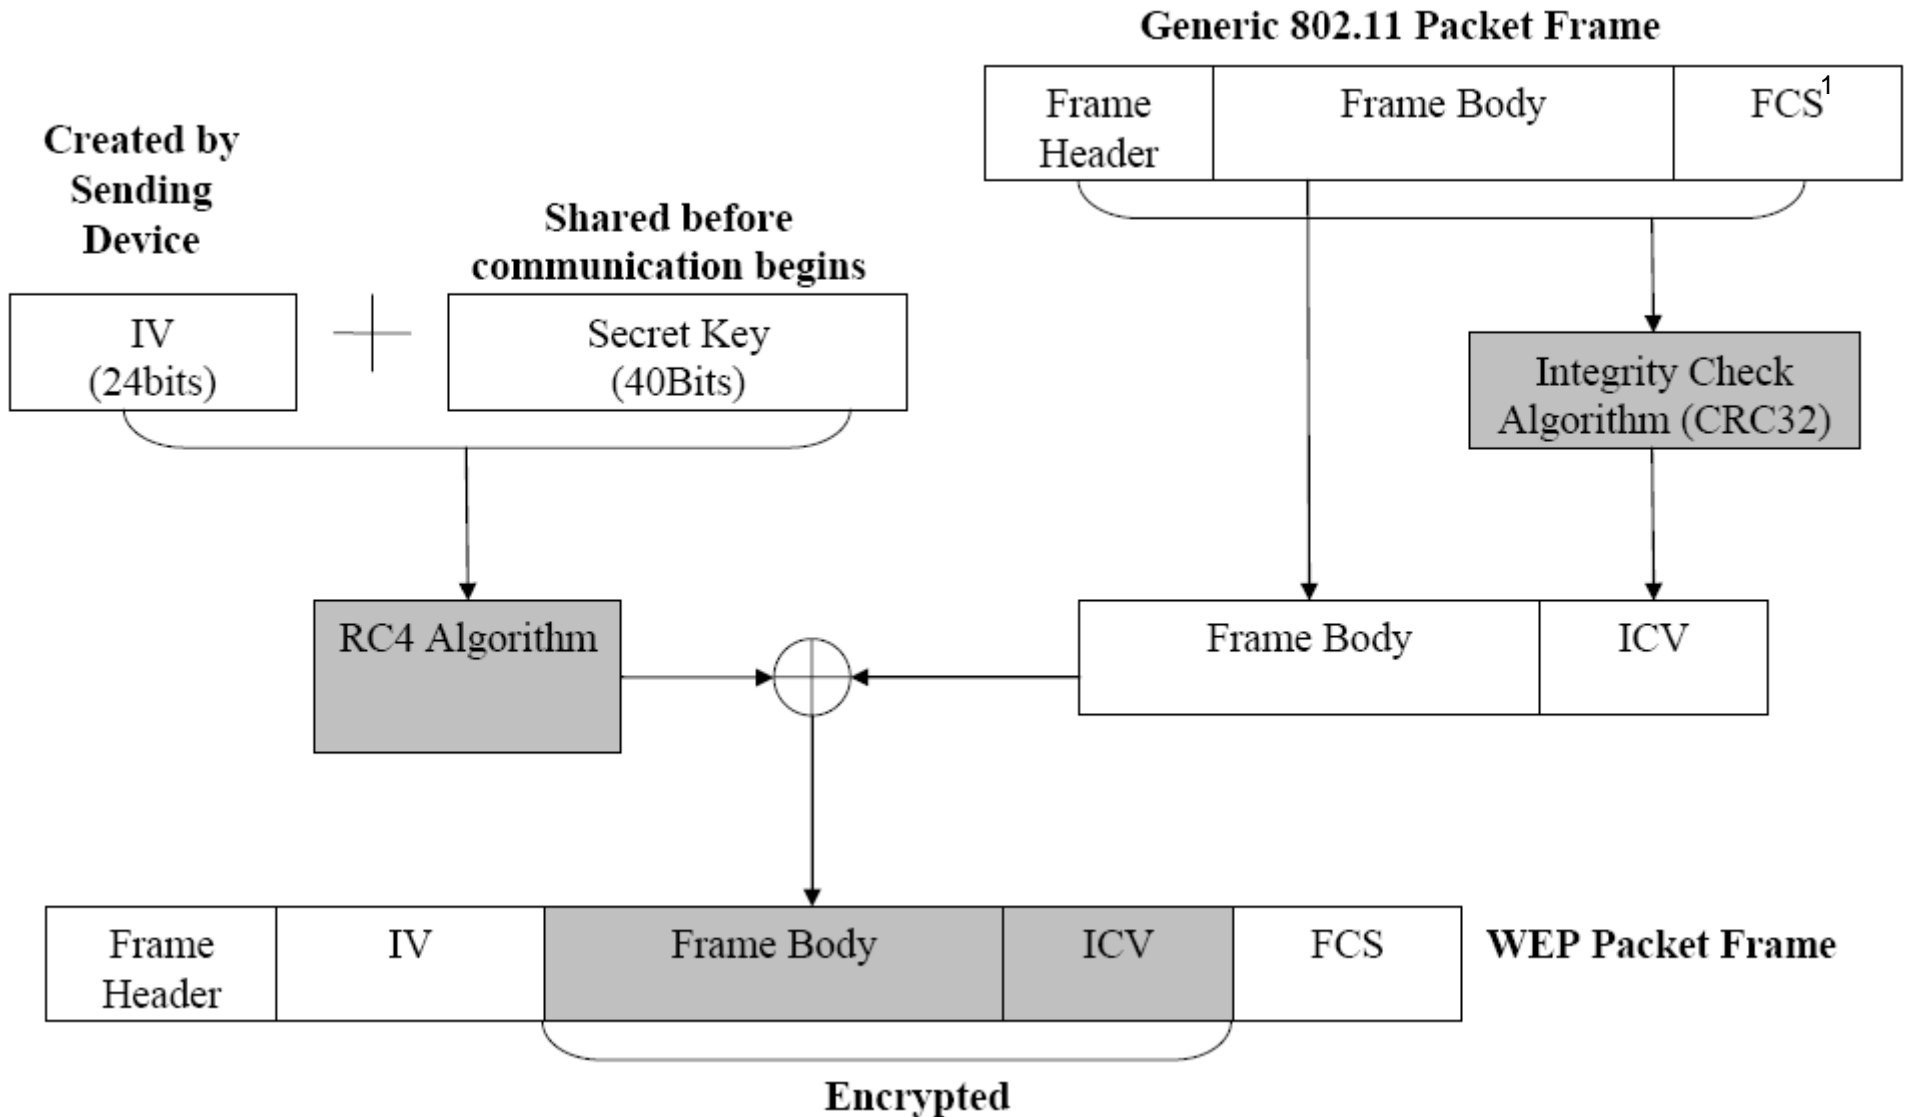 Generic 802.11 Packet Frame
Frame
Header
Frame Body
FCS1
Created by
Sending
Device
Shared before
communication begins
IV
(24bits)
Secret Key
(40Bits)
Integrity Check
Algorithm (CRC32)
RC4 Algorithm
Frame Body
ICV
Frame
Header
IV
Frame Body
ICV
FCS
WEP Packet Frame
Encrypted